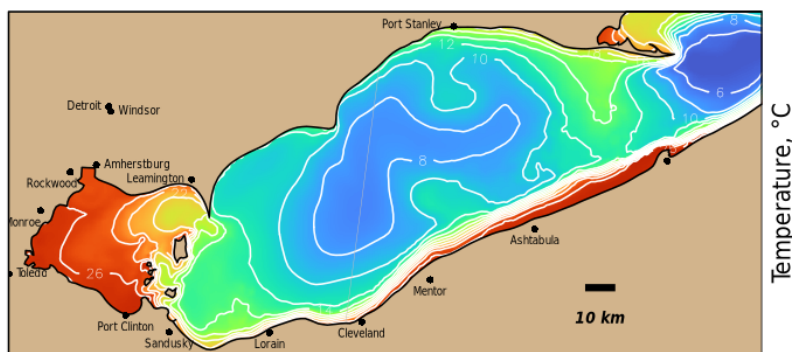 Port Stanley
8
12
10
6
Detroit
Windsor
10
Amherstburg
Leamington
8
Rockwood
Monroe
Ashtabula
Toledo
26
Mentor
14
Port Clinton
10 km
Sandusky
Lorain
Cleveland
Temperature, °C